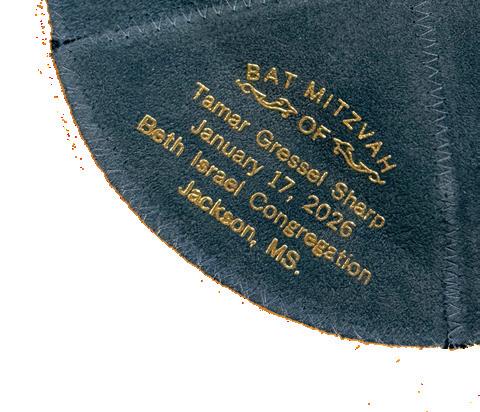 BAT MITZVAH
OF
Tamar Gressel Sharp
January 17, 2026
Beth Israel Congregation
Jackson, MS.